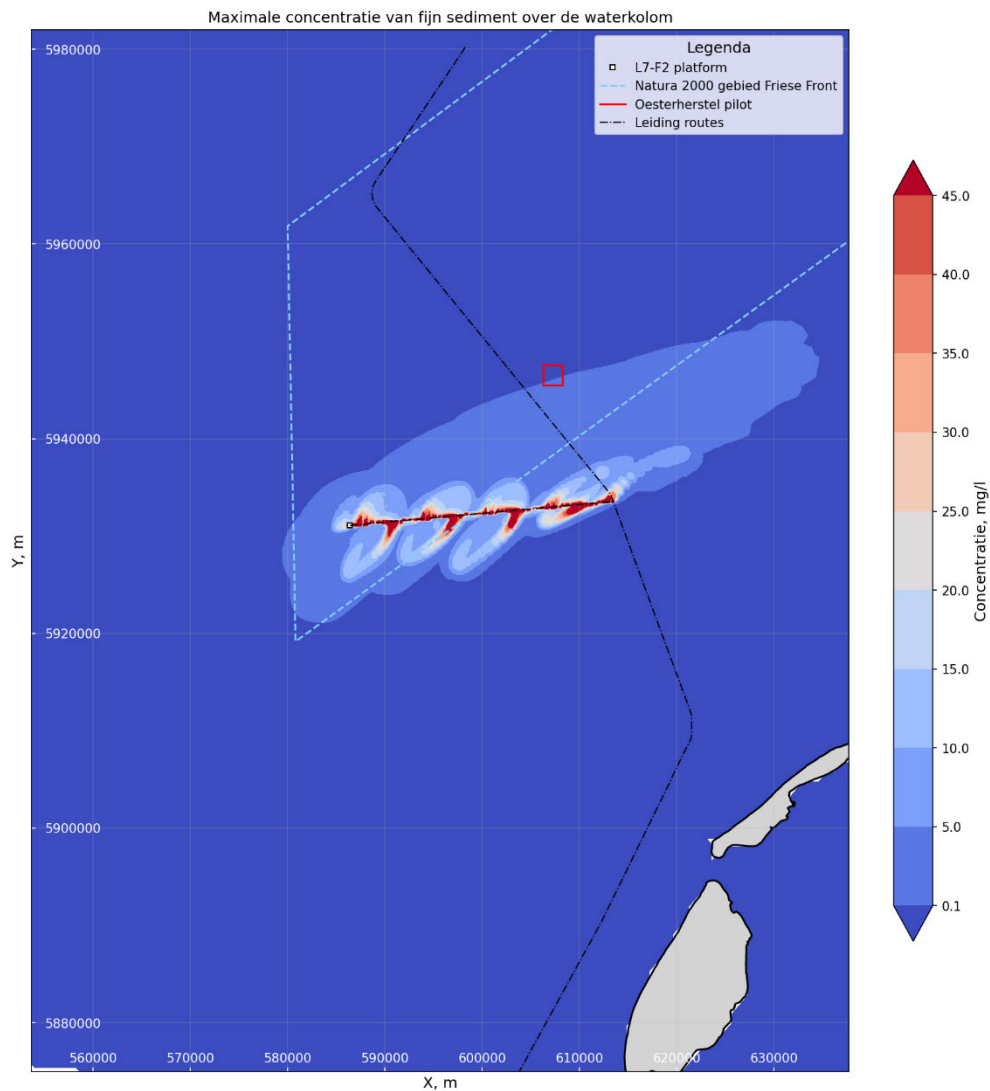 Maximale concentratie van fijn sediment over de waterkolom
Legenda
L7-F2 platform
Natura 2000 gebied Friese Front
Oesterherstel pilot
Leiding routes
5980000
5970000
5960000
5940000
5920000
5900000
5880000
Y, m
560000
570000
580000
590000
600000
610000
620000
630000
X, m
45.0
40.0
35.0
30.0
25.0
20.0
15.0
10.0
5.0
0.1
Concentratie, mg/l